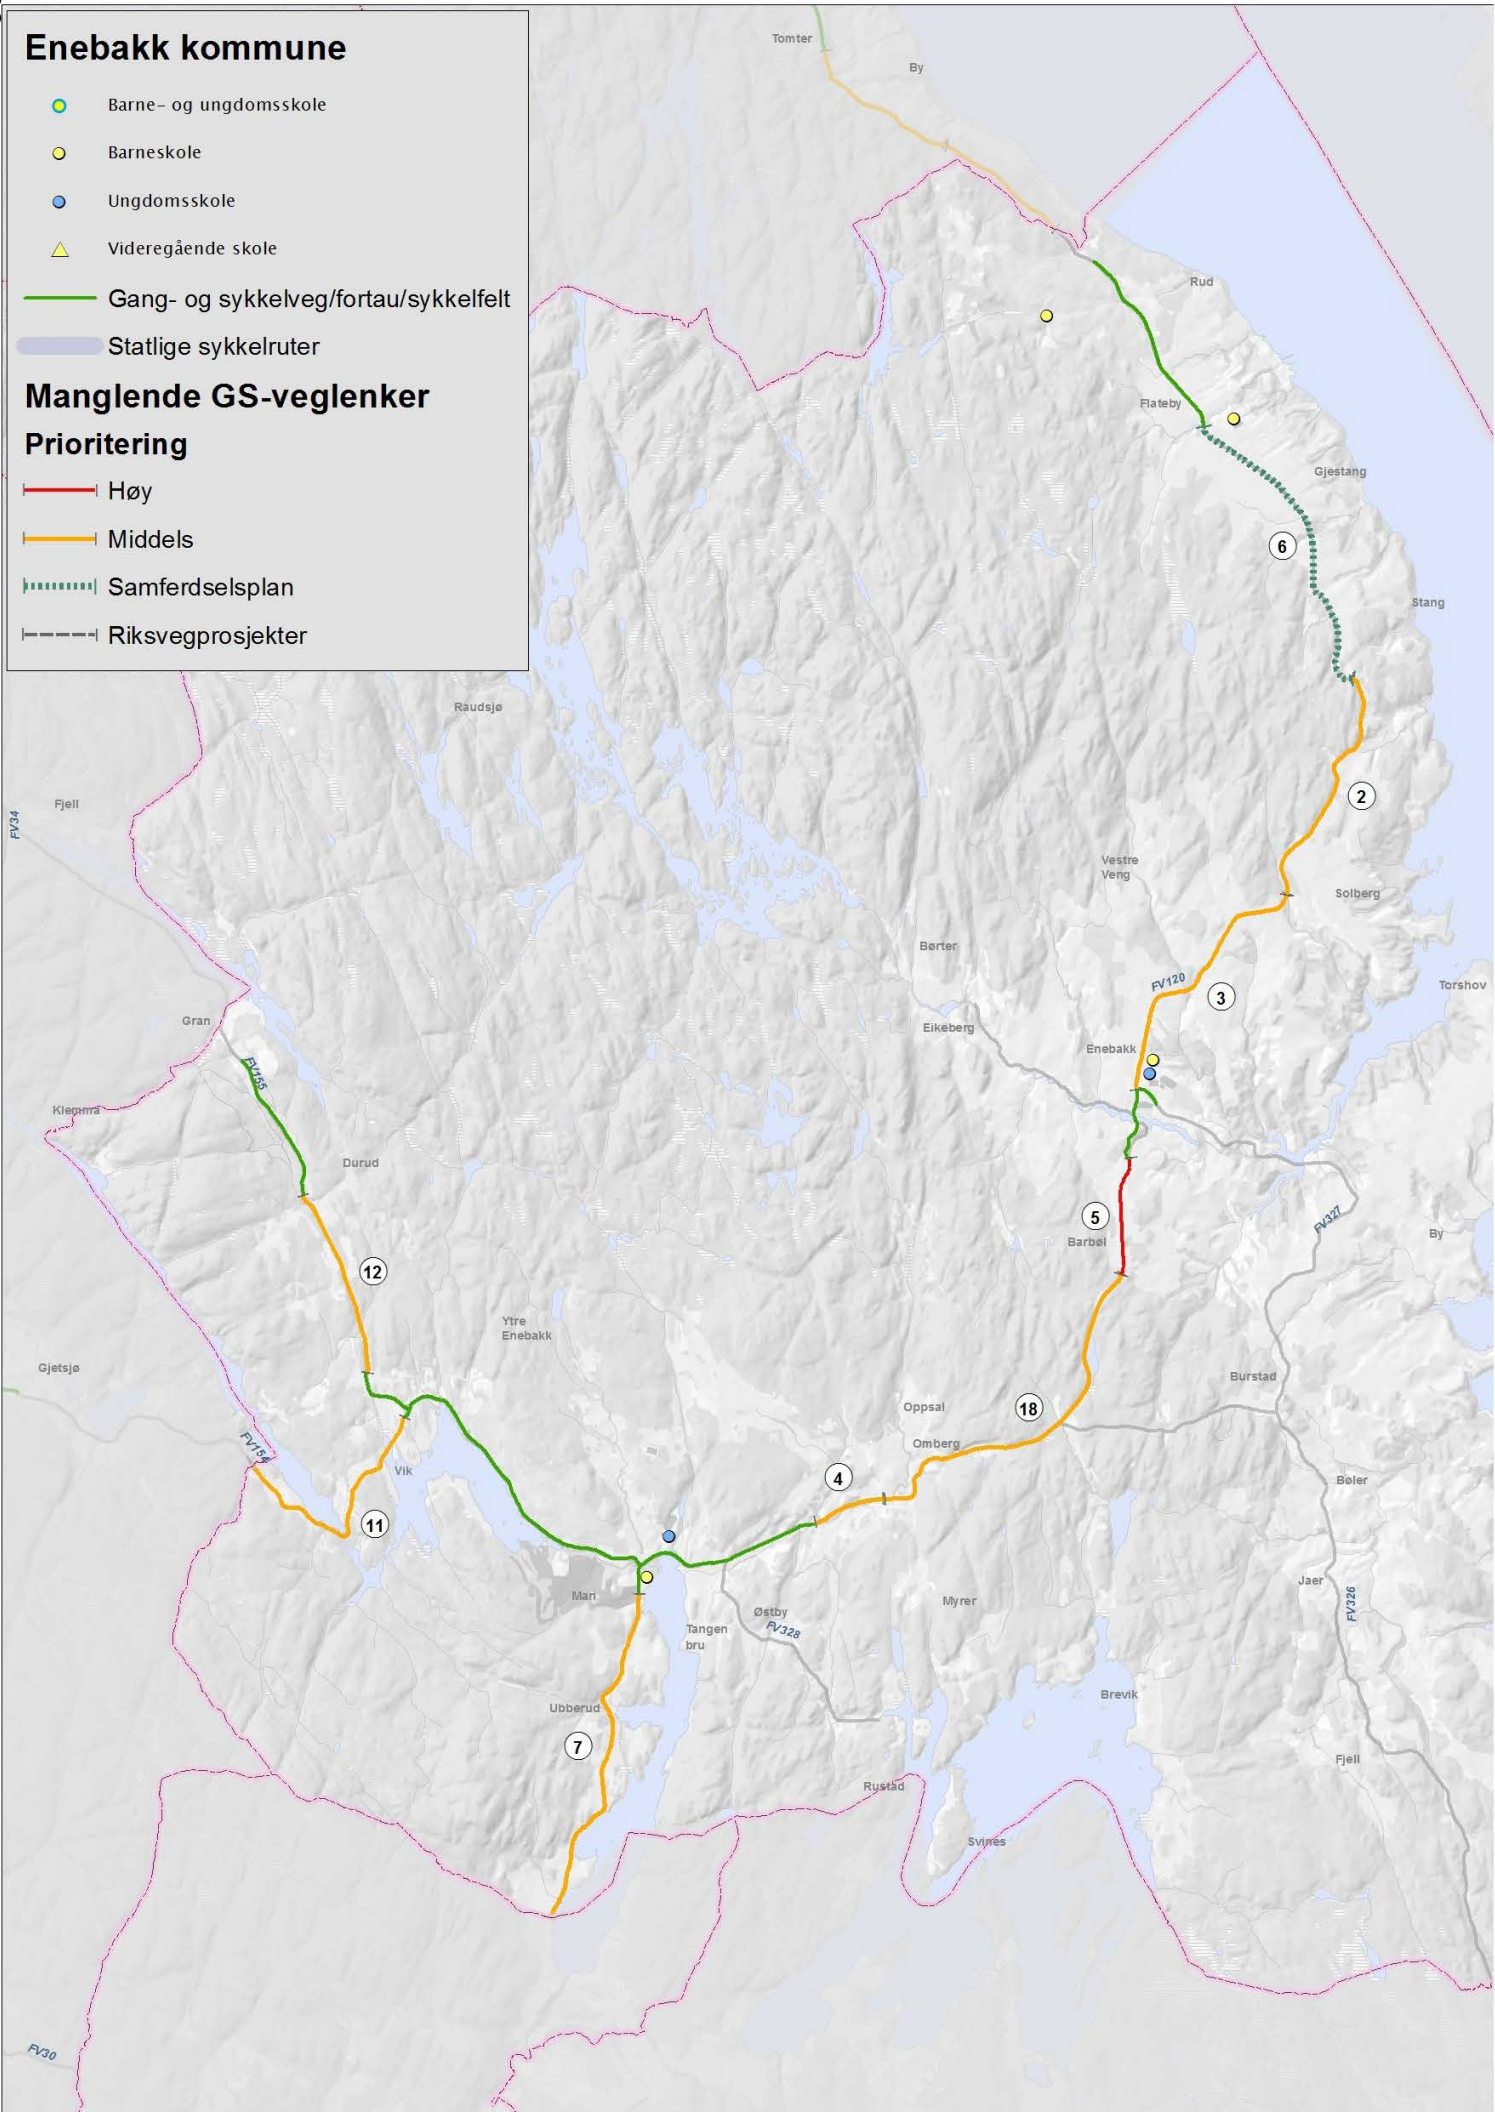 Enebakk kommune
Barne- og ungdomsskole
Barneskole
Ungdomsskole
Videregående skole
Gang- og sykkelveg/fortau/sykkelfelt
Statlige sykkelruter
Manglende GS-veglenker
Prioritering
Høy
Middels
Samferdselsplan
Riksvegprosjekter
Tomter
By
Rud
Flateby
Gjestang
6
Stang
Raudsjø
2
Fjell
FV34
Vestre
Veng
Solberg
Børter
FV120
3
Torshov
Gran
Eikeberg
Enebakk
FV155
Klemma
Durud
5
FV327
Barbøl
By
12
Ytre
Enebakk
Gjetsjø
Burstad
18
Oppsal
Omberg
FV154
Vik
4
Bøler
11
Mari
Jaer
FV326
Myrer
Østby
FV328
Tangen
bru
Brevik
Ubberud
7
Fjell
Rustad
Svines
FV30